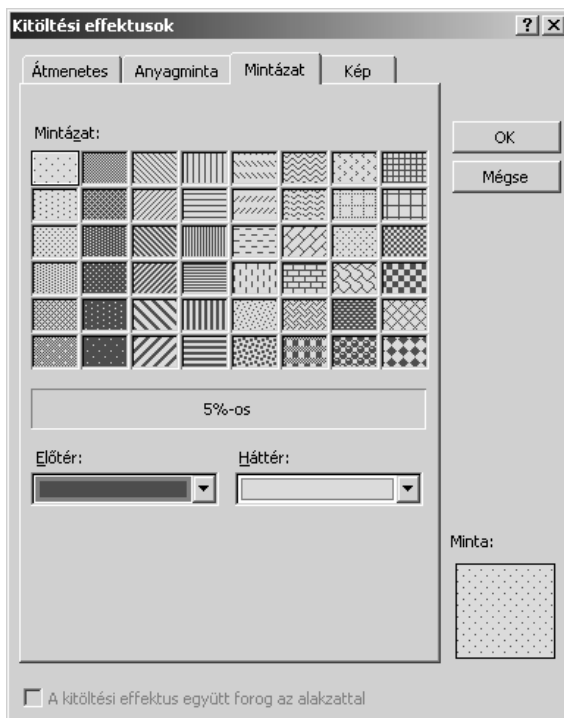 Kitöltési effektusok
Átmenetes Anyagminta Mintázat Kép
Mintázat:
OK
Mégse
5%-os
Előtér: Háttér:
Minta:
A kitöltési effektus együtt forog az alakzattal